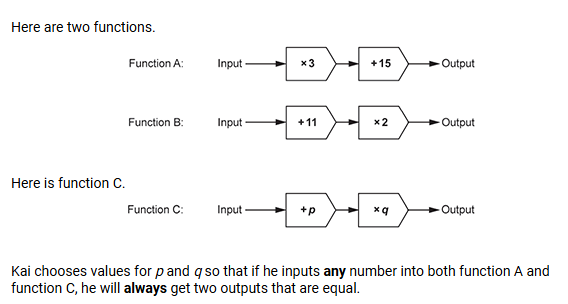 Here are two functions.
Function A: Input ×3 +15 Output
Function B: Input +11 ×2 Output
Here is function C.
Function C: Input +p ×q Output
Kai chooses values for p and q so that if he inputs any number into both function A and
function C, he will always get two outputs that are equal.